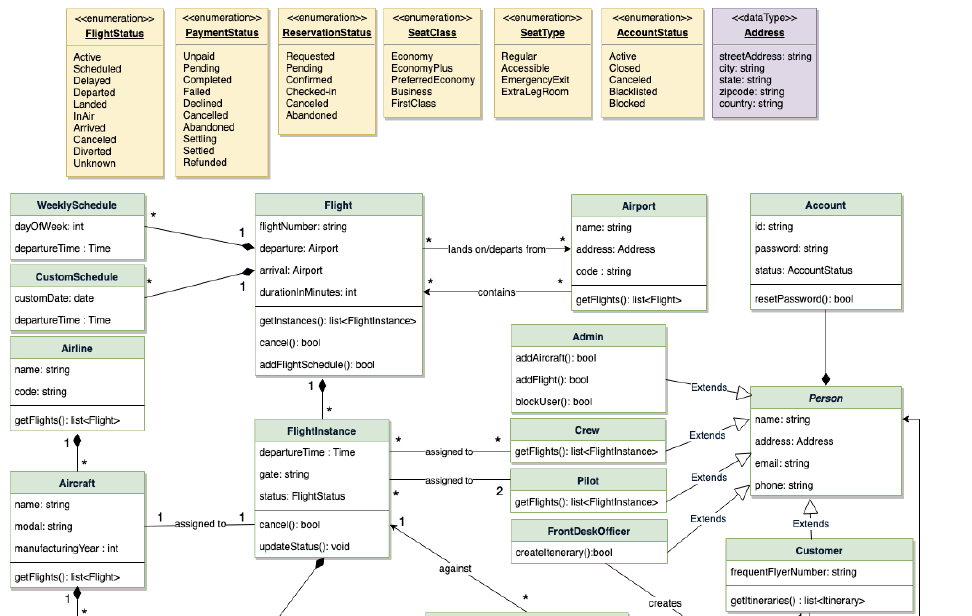 <<enumeration>>
FlightStatus
Active
Scheduled
Delayed
Departed
Landed
InAir
Arrived
Canceled
Diverted
Unknown
<<enumeration>>
PaymentStatus
Unpaid
Pending
Completed
Failed
Declined
Cancelled
Abandoned
Settling
Settled
Refunded
<<enumeration>>
ReservationStatus
Requested
Pending
Confirmed
Checked-in
Canceled
Abandoned
<<enumeration>>
SeatClass
Economy
EconomyPlus
PreferredEconomy
Business
FirstClass
<<enumeration>>
SeatType
Regular
Accessible
EmergencyExit
ExtraLegRoom
<<enumeration>>
AccountStatus
Active
Closed
Canceled
Blacklisted
Blocked
<<dataType>>
Address
streetAddress: string
city: string
state: string
zipcode: string
country: string
WeeklySchedule
dayOfWeek: int
departureTime : Time
*
1
CustomSchedule
customDate: date
departureTime : Time
*
1
Flight
flightNumber: string
departure: Airport
arrival: Airport
durationInMinutes: int
getInstances(): list<FlightInstance>
cancel(): bool
addFlightSchedule(): bool
* lands on/departs from *
* contains *
Airport
name: string
address: Address
code : string
getFlights(): list<Flight>
Account
id: string
password: string
status: AccountStatus
resetPassword(): bool
Airline
name: string
code: string
getFlights(): list<Flight>
1
*
1
*
Admin
addAircraft(): bool
addFlight(): bool
blockUser(): bool
Extends
Person
name: string
address: Address
email: string
phone: string
FlightInstance
departureTime : Time
gate: string
status: FlightStatus
cancel(): bool
updateStatus(): void
* assigned to *
Crew
getFlights(): list<FlightInstance>
Extends
* assigned to 2
Pilot
getFlights(): list<FlightInstance>
Extends
Aircraft
name: string
modal: string
manufacturingYear : int
getFlights(): list<Flight>
1 assigned to 1
1
*
1
against
*
FrontDeskOfficer
createItenerary():bool
Extends
creates
Extends
Customer
frequentFlyerNumber: string
getItineraries() : list<Itinerary>